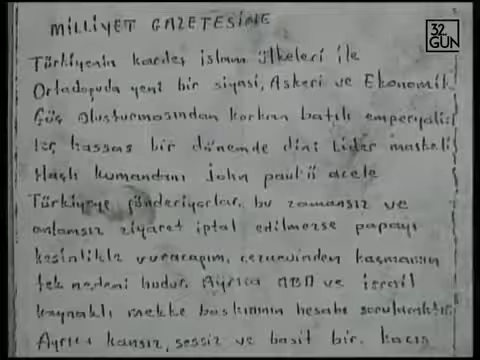 32.
GÜN
MİLLİYET GAZETESİNE
Türkiyenin kardeş islam ülkeleri ile
Ortadoğuda yeni bir siyasi, Askeri ve Ekonomik
Güç oluşturmasından korkan batılı emperyalist
ler, hassas bir dönemde dini Lider maskeli
Haçlı kumandanı john paul'ü acele
Türkiyeye gönderiyorlar. bu zamansız ve
anlamsız ziyaret iptal edilmezse papayı
kesinlikle vuracağım, cezaevinden kaçmamın
tek nedeni budur. Ayrıca ABD ve israil
kaynaklı mekke baskınının hesabı sorulacaktır.
Ayrıca kansız, sessiz ve basit bir kaçış